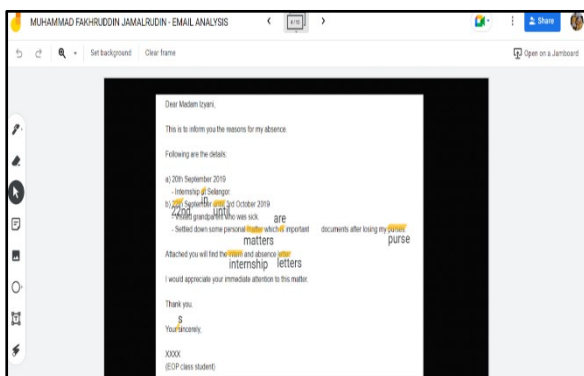 MUHAMMAD FAKHRUDDIN JAMALRUDIN - EMAIL ANALYSIS
Share
Set background Clear frame
Open on a Jamboard
Dear Madam Izyani,
This is to inform you the reasons for my absence.
Following are the details:
a) 20th September 2019
- Internship at Selangor.
in
b) September 3rd October 2019
22nd until
- Visited grandparent who was sick.
are
- Settled down some personal matter which is important documents after losing my purses
matters purse
Attached you will find the and absence letter
internship letters
I would appreciate your immediate attention to this matter.
Thank you.
s
Your sincerely,
XXXX
(EOP class student)